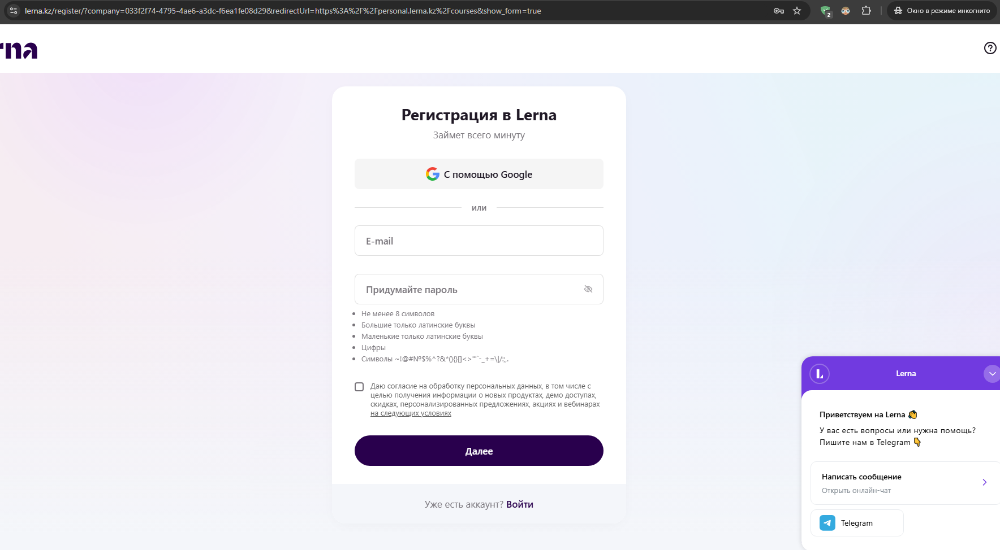 lerna.kz/register/?company=033f2f74-4795-4ae6-a3dc-f6ea1fe08d29&redirectUrl=https%3A%2F%2Fpersonal.lerna.kz%2Fcourses&show_form=true
2
Окно в режиме инкогнито
rna
Регистрация в Lerna
Займет всего минуту
С помощью Google
или
E-mail
Придумайте пароль
• Не менее 8 символов
• Большие только латинские буквы
• Маленькие только латинские буквы
• Цифры
• Символы ~!@#№$%^?&*(){}[]<>"'`-_+=\|/:;,.
Даю согласие на обработку персональных данных, в том числе с
целью получения информации о новых продуктах, демо доступах,
скидках, персонализированных предложениях, акциях и вебинарах
на следующих условиях
Далее
Уже есть аккаунт? Войти
L
Lerna
Приветствуем на Lerna 👏
У вас есть вопросы или нужна помощь?
Пишите нам в Telegram 👇
Написать сообщение
Открыть онлайн-чат
Telegram